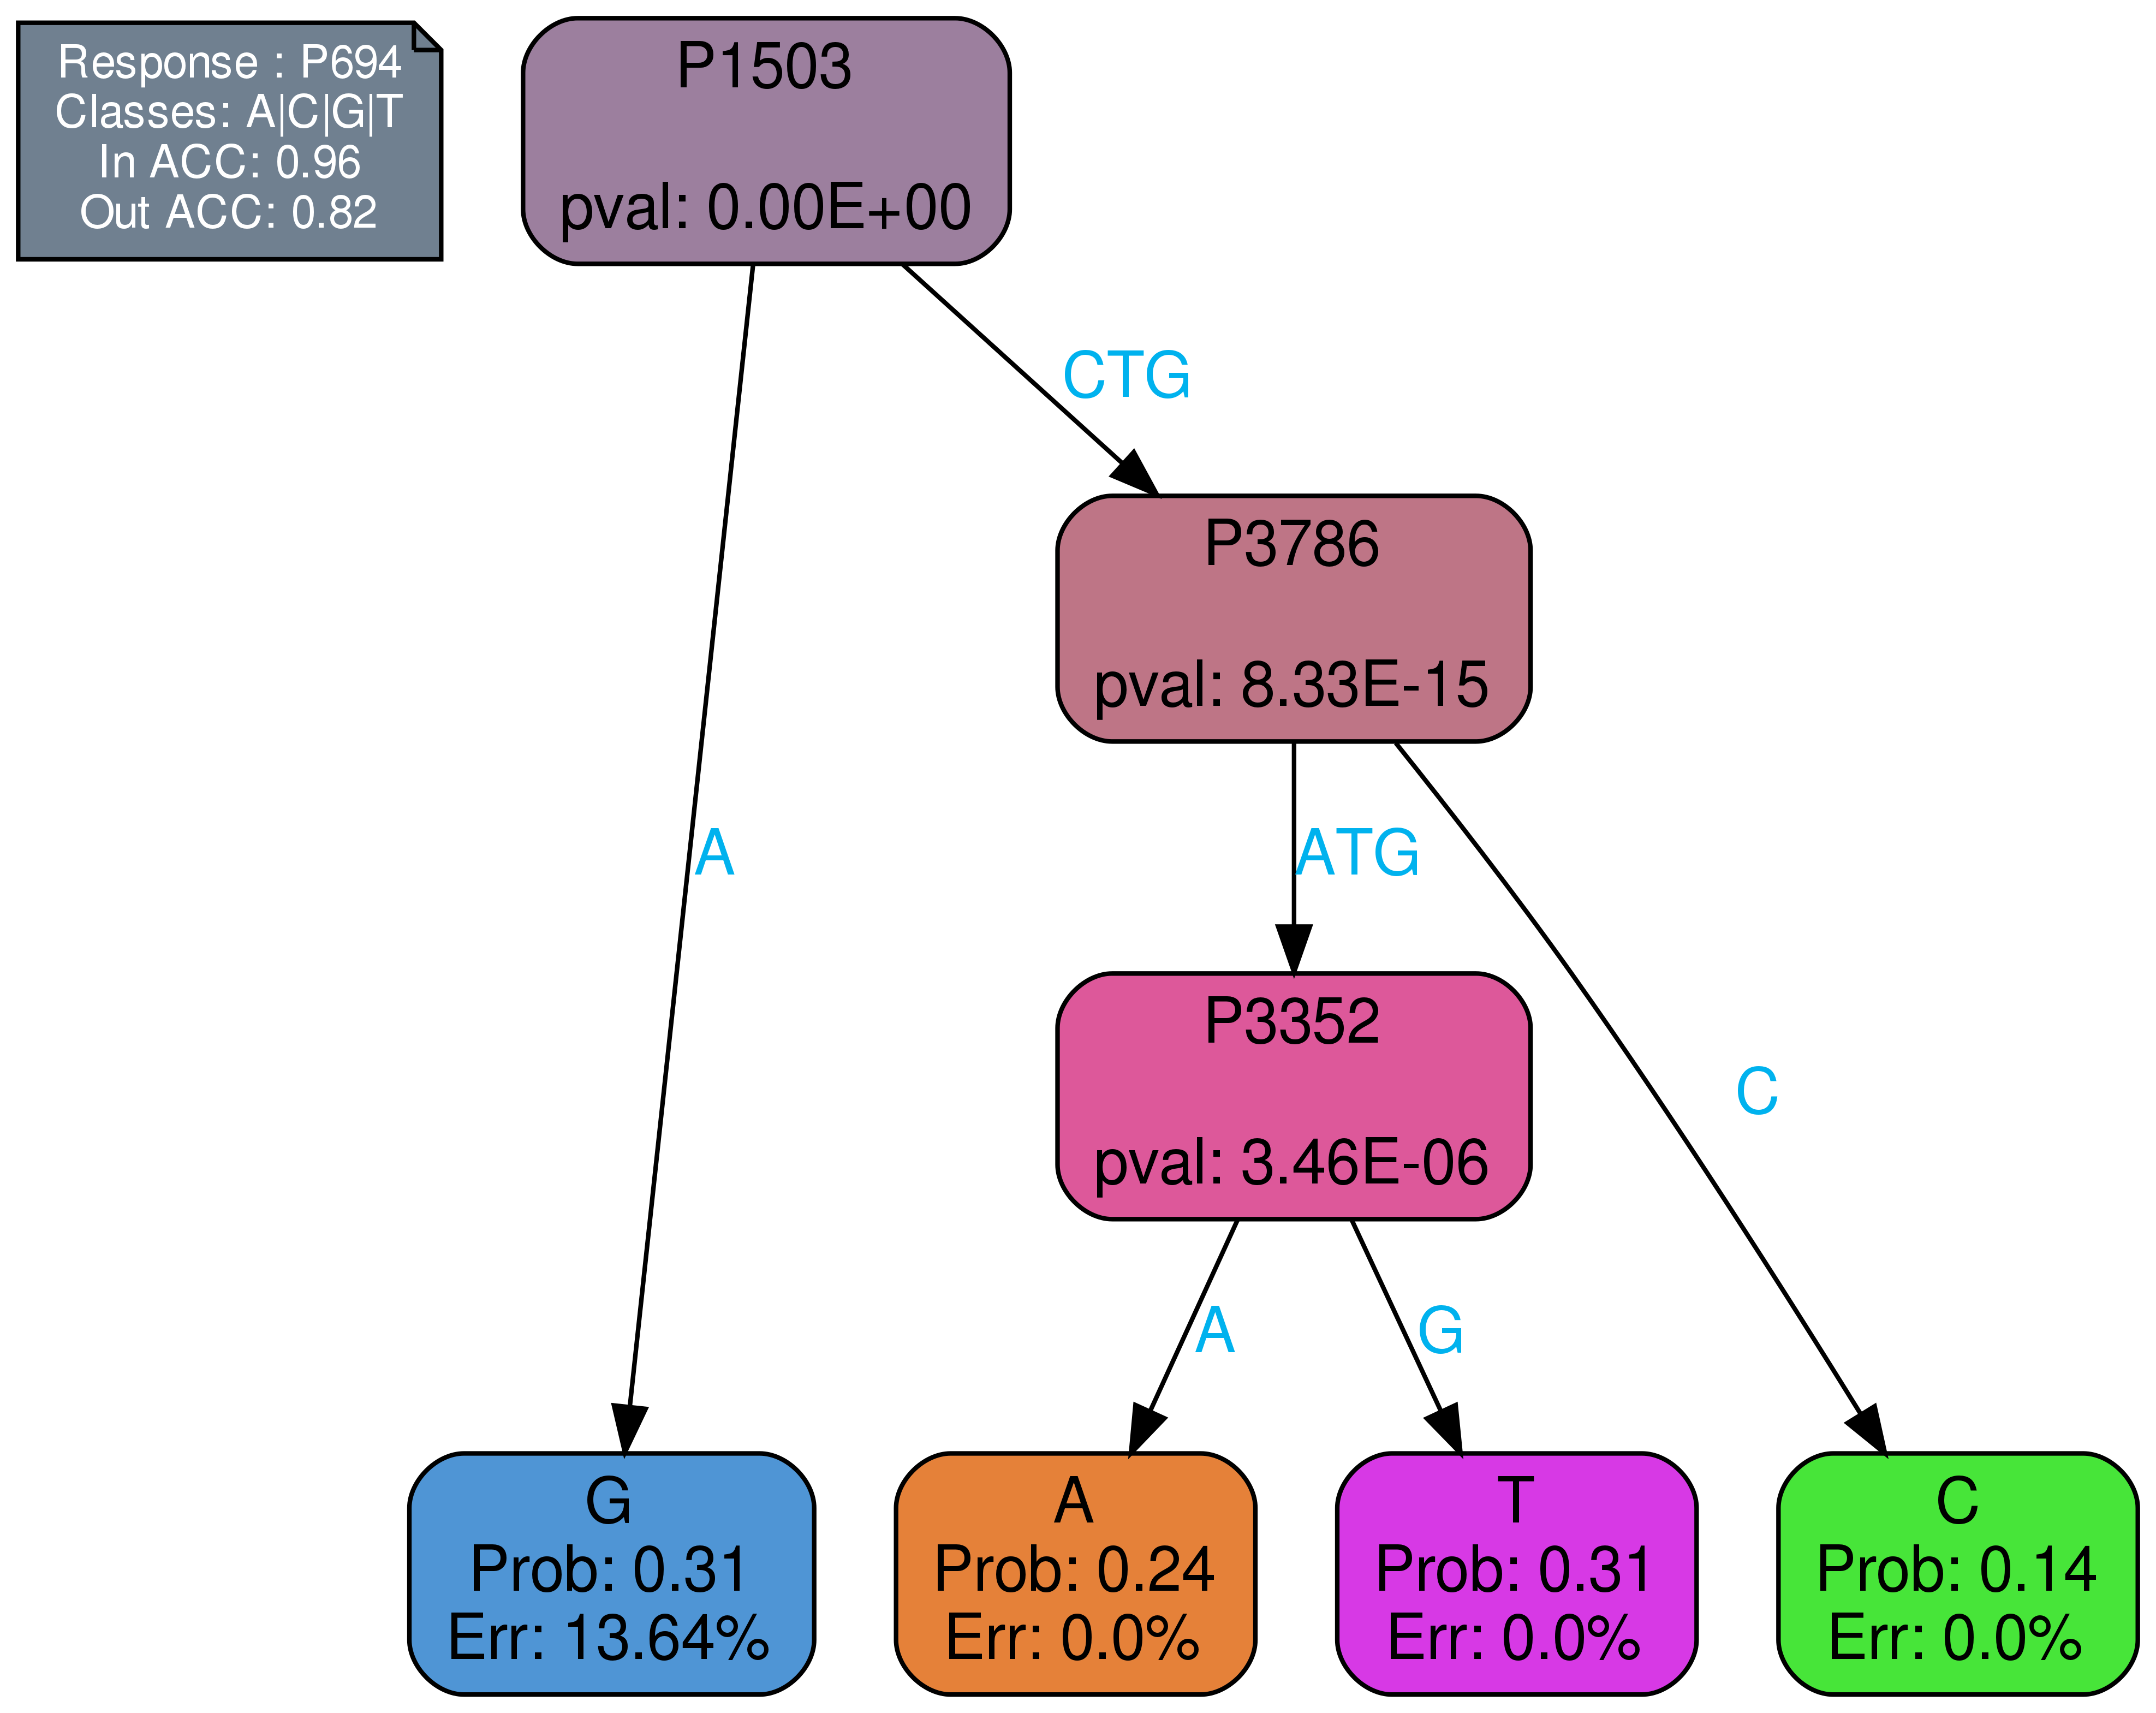 Response : P694
Classes: A|C|G|T
In ACC: 0.96
Out ACC: 0.82
P1503
pval: 0.00E+00
CTG
P3786
pval: 8.33E-15
A
ATG
P3352
pval: 3.46E-06
C
A
G
G
Prob: 0.31
Err: 13.64%
A
Prob: 0.24
Err: 0.0%
T
Prob: 0.31
Err: 0.0%
C
Prob: 0.14
Err: 0.0%